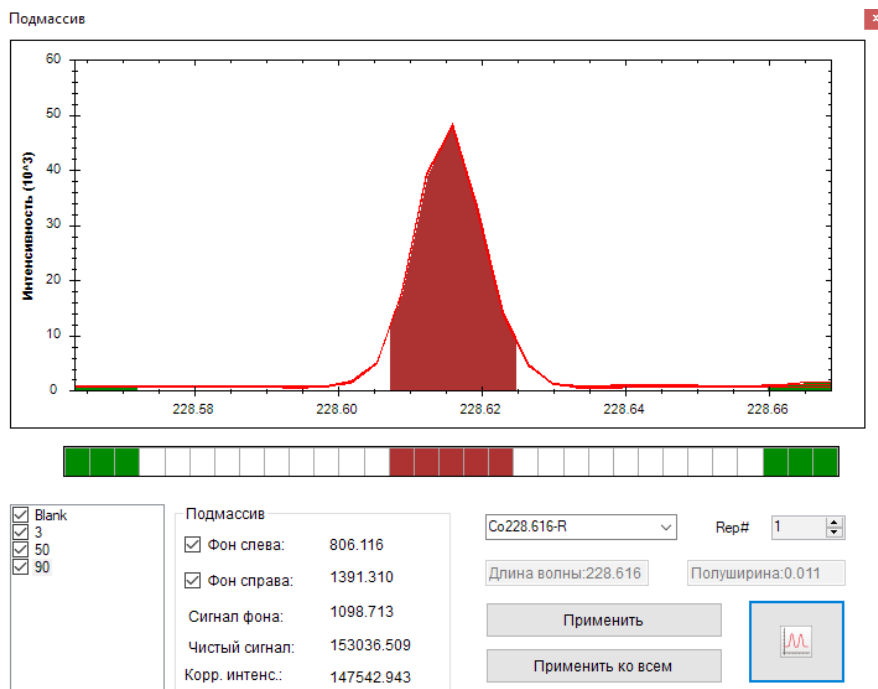 Подмассив
x
Интенсивность (10^3)
60
50
40
30
20
10
0
228.58 228.60 228.62 228.64 228.66
Blank
3
50
90
Подмассив
Фон слева: 806.116
Фон справа: 1391.310
Сигнал фона: 1098.713
Чистый сигнал: 153036.509
Корр. интенс.: 147542.943
Co228.616-R
Rep# 1
Длина волны:228.616
Полуширина:0.011
Применить
Применить ко всем